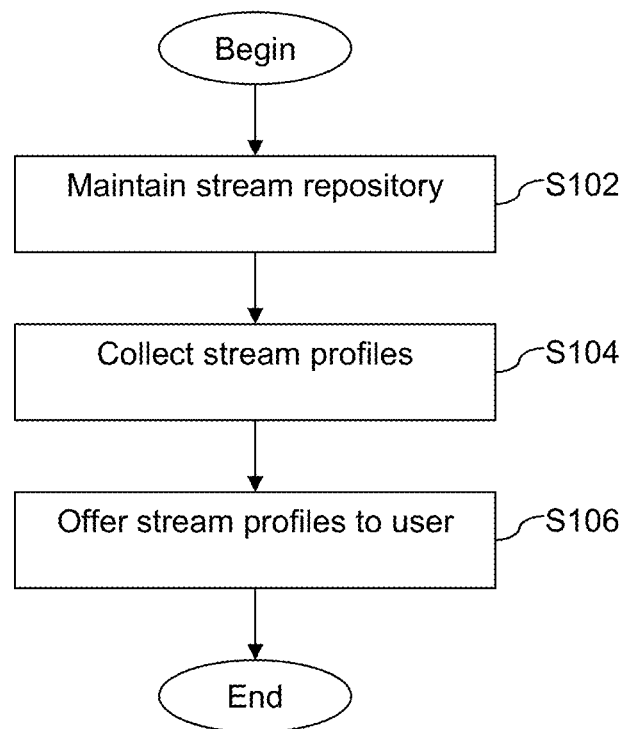 Begin
Maintain stream repository
S102
Collect stream profiles
S104
Offer stream profiles to user
S106
End